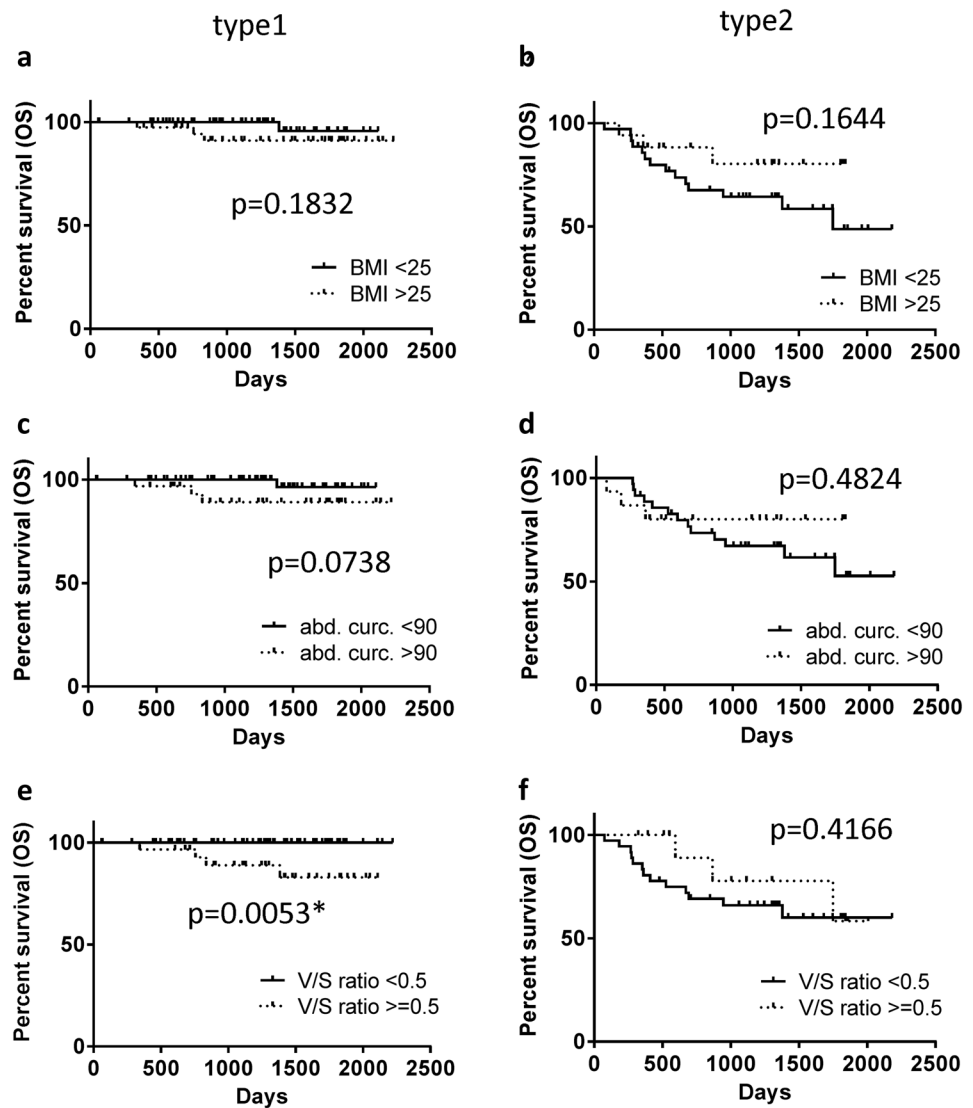 type1
type2
a
Percent survival (OS)
100
50
0
p=0.1832
BMI <25
BMI >25
0 500 1000 1500 2000 2500
Days
b
Percent survival (OS)
100
50
0
p=0.1644
BMI <25
BMI >25
0 500 1000 1500 2000 2500
Days
c
Percent survival (OS)
100
50
0
p=0.0738
abd. curc. <90
abd. curc. >90
0 500 1000 1500 2000 2500
Days
d
Percent survival (OS)
100
50
0
p=0.4824
abd. curc. <90
abd. curc. >90
0 500 1000 1500 2000 2500
Days
e
Percent survival (OS)
100
50
0
p=0.0053*
V/S ratio <0.5
V/S ratio >=0.5
0 500 1000 1500 2000 2500
Days
f
Percent survival (OS)
100
50
0
p=0.4166
V/S ratio <0.5
V/S ratio >=0.5
0 500 1000 1500 2000 2500
Days